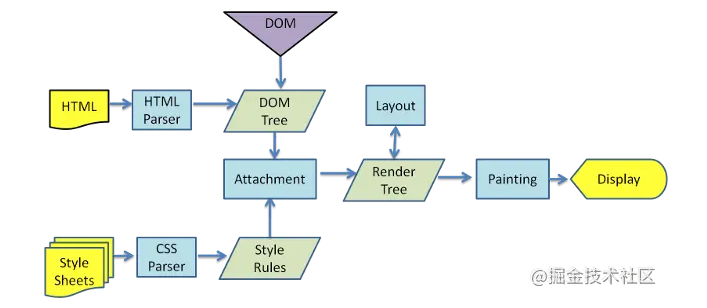 DOM
HTML
HTML
Parser
DOM
Tree
Layout
Attachment
Render
Tree
Painting
Display
Style
Sheets
CSS
Parser
Style
Rules
@掘金技术社区